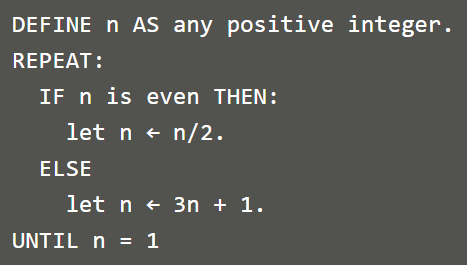 DEFINE n AS any positive integer.
REPEAT:
  IF n is even THEN:
    let n ← n/2.
  ELSE
    let n ← 3n + 1.
UNTIL n = 1